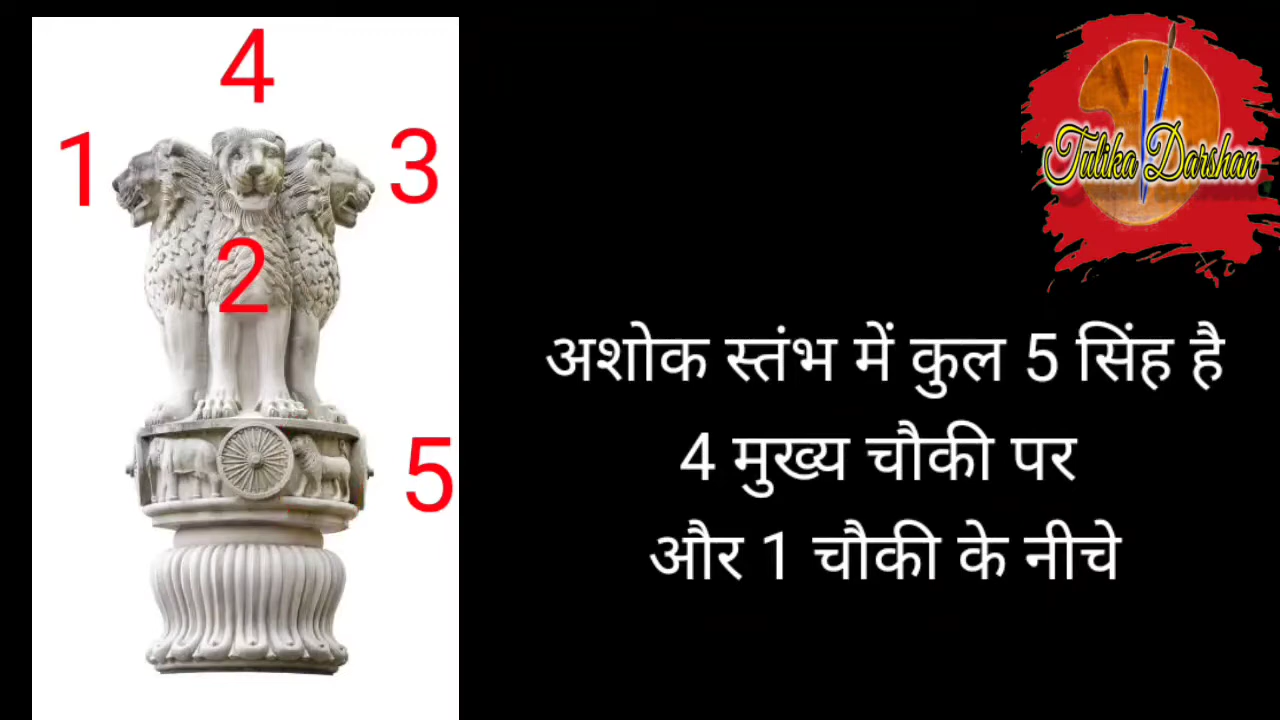 4
1
3
2
5
Tulika Darshan
अशोक स्तंभ में कुल 5 सिंह है
4 मुख्य चौकी पर
और 1 चौकी के नीचे